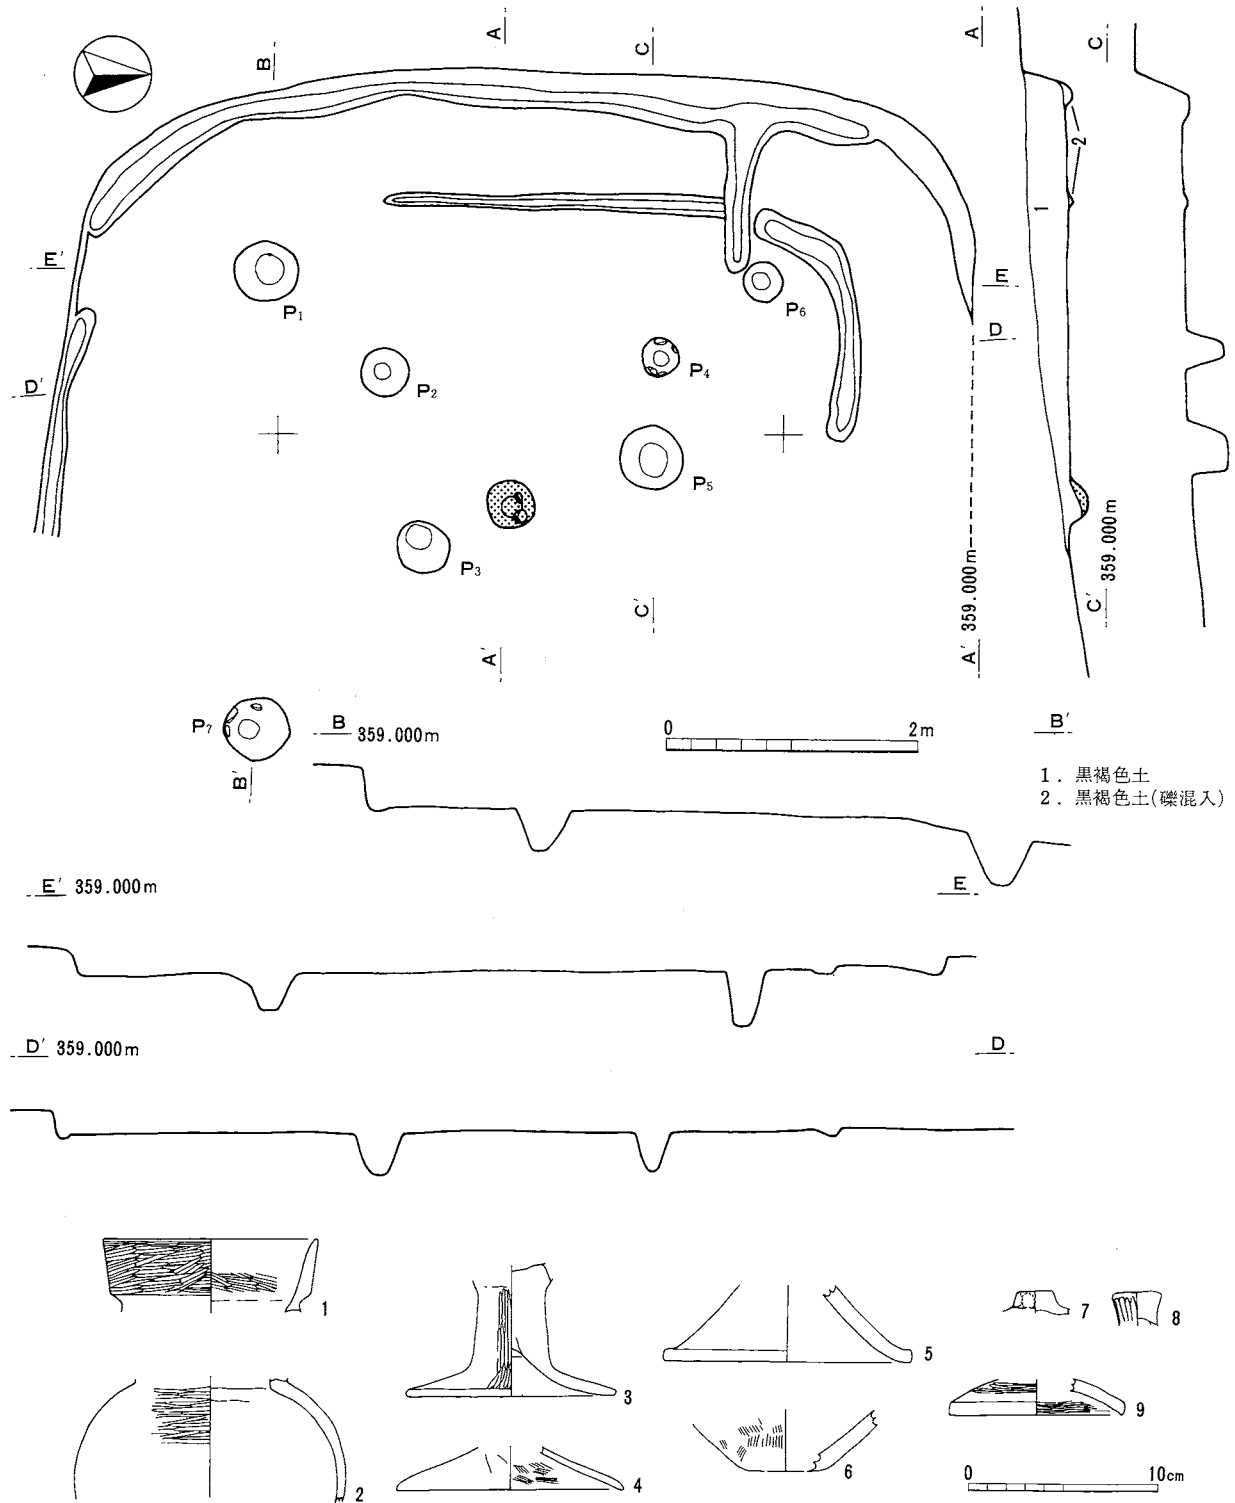 A
C
B
A
C
2
1
E'
P₁
E
P₆
D
D'
P₄
P₂
P₅
P₃
359.000m
C'
359.000m
C'
A'
A'
359.000m
P₇
B'
B 359.000m
0 2m
B'
1. 黒褐色土
2. 黒褐色土(礫混入)
E' 359.000m
E
D' 359.000m
D
1
2
3
4
5
6
7
8
9
0 10cm